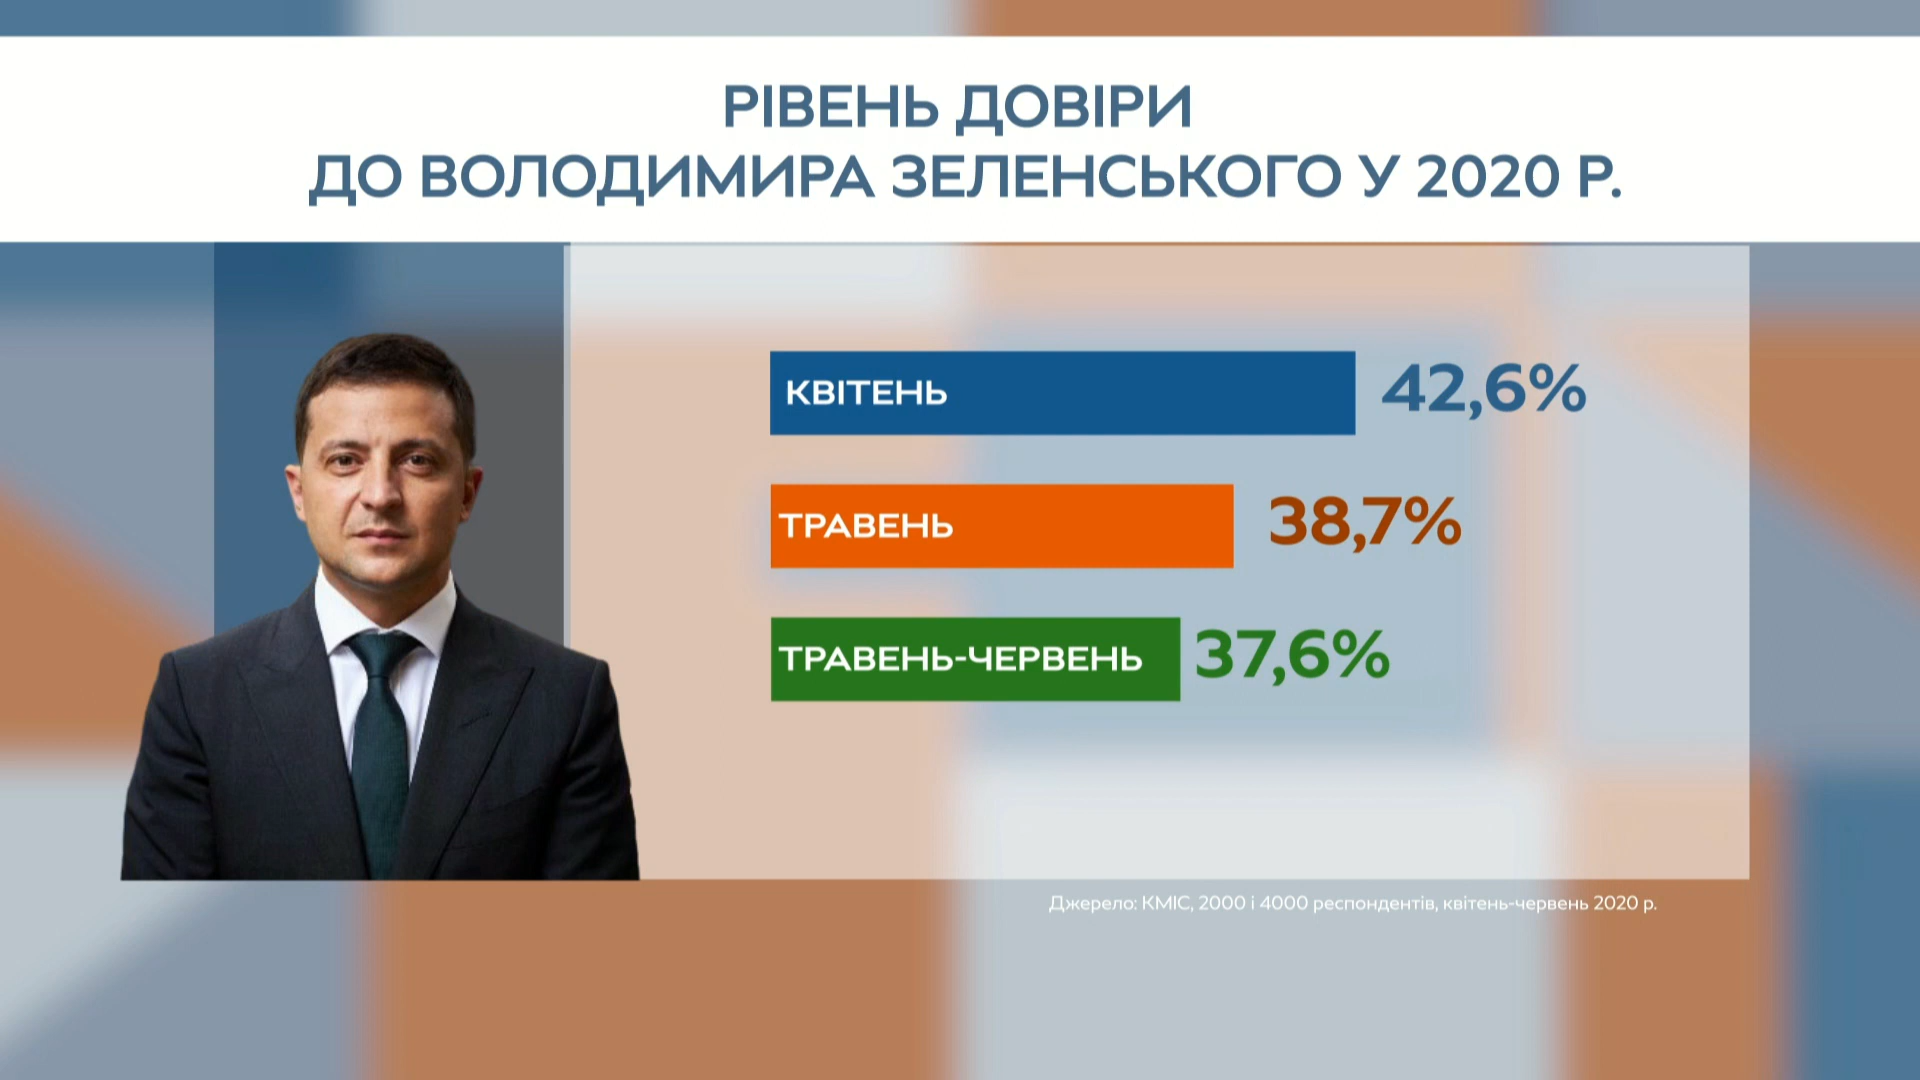 РІВЕНЬ ДОВІРИ
ДО ВОЛОДИМИРА ЗЕЛЕНСЬКОГО У 2020 Р.
КВІТЕНЬ 42,6%
ТРАВЕНЬ 38,7%
ТРАВЕНЬ-ЧЕРВЕНЬ 37,6%
Джерело: КМІС, 2000 і 4000 респондентів, квітень-червень 2020 р.